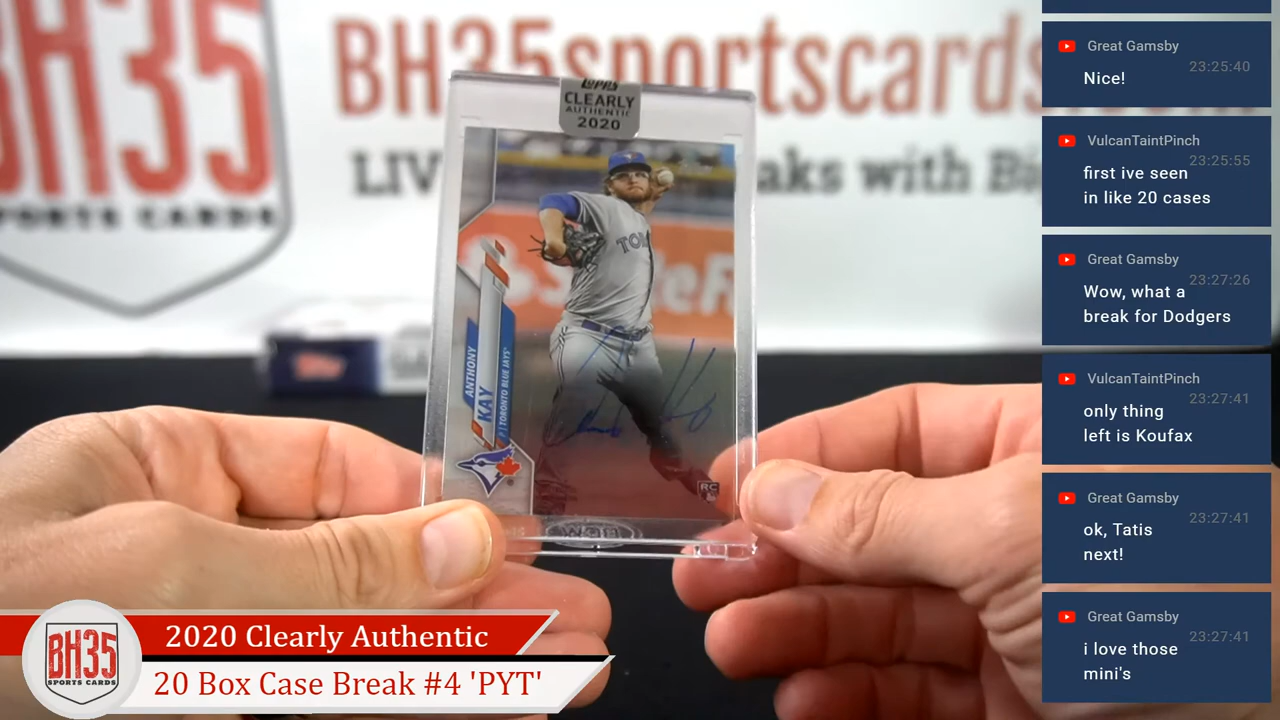 BH35
SPORTS CARDS
BH35sportscards.com
LIV
aks with Bi
TOPPS
CLEARLY
AUTHENTIC
2020
TORO
ANTHONY
KAY
P | TORONTO BLUE JAYS
RC
2020 Clearly Authentic
20 Box Case Break #4 'PYT'
BH35
SPORTS CARDS
Great Gamsby
23:25:40
Nice!
VulcanTaintPinch
23:25:55
first ive seen
in like 20 cases
Great Gamsby
23:27:26
Wow, what a
break for Dodgers
VulcanTaintPinch
23:27:41
only thing
left is Koufax
Great Gamsby
23:27:41
ok, Tatis
next!
Great Gamsby
23:27:41
i love those
mini's